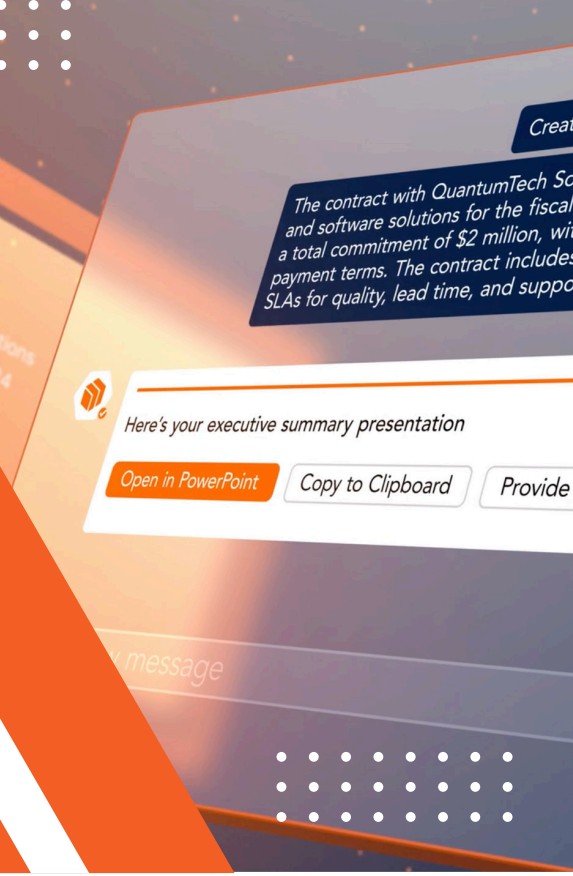 Creat
The contract with QuantumTech So
and software solutions for the fiscal
a total commitment of $2 million, wit
payment terms. The contract includes
SLAs for quality, lead time, and suppo
tions
24
Here's your executive summary presentation
Open in PowerPoint
Copy to Clipboard
Provide
w message